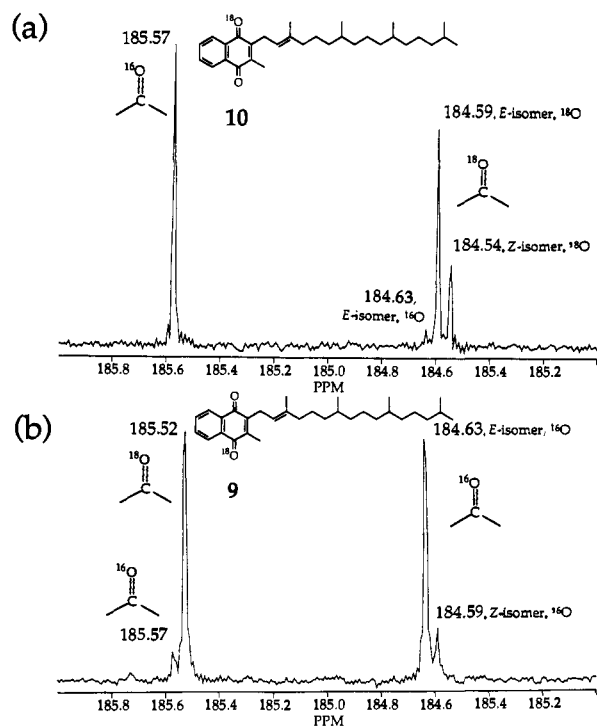 (a)
185.57
18O
O
10
16O
C
184.59, E-isomer, 18O
18O
C
184.54, Z-isomer, 18O
184.63,
E-isomer, 16O
185.8 185.6 185.4 185.2 185.0 184.8 184.6 184.4 185.2
PPM
(b)
185.52
O
18O
9
184.63, E-isomer, 16O
18O
C
16O
C
16O
C
185.57
184.59, Z-isomer, 16O
185.8 185.6 185.4 185.2 185.0 184.8 184.6 184.4 185.2
PPM